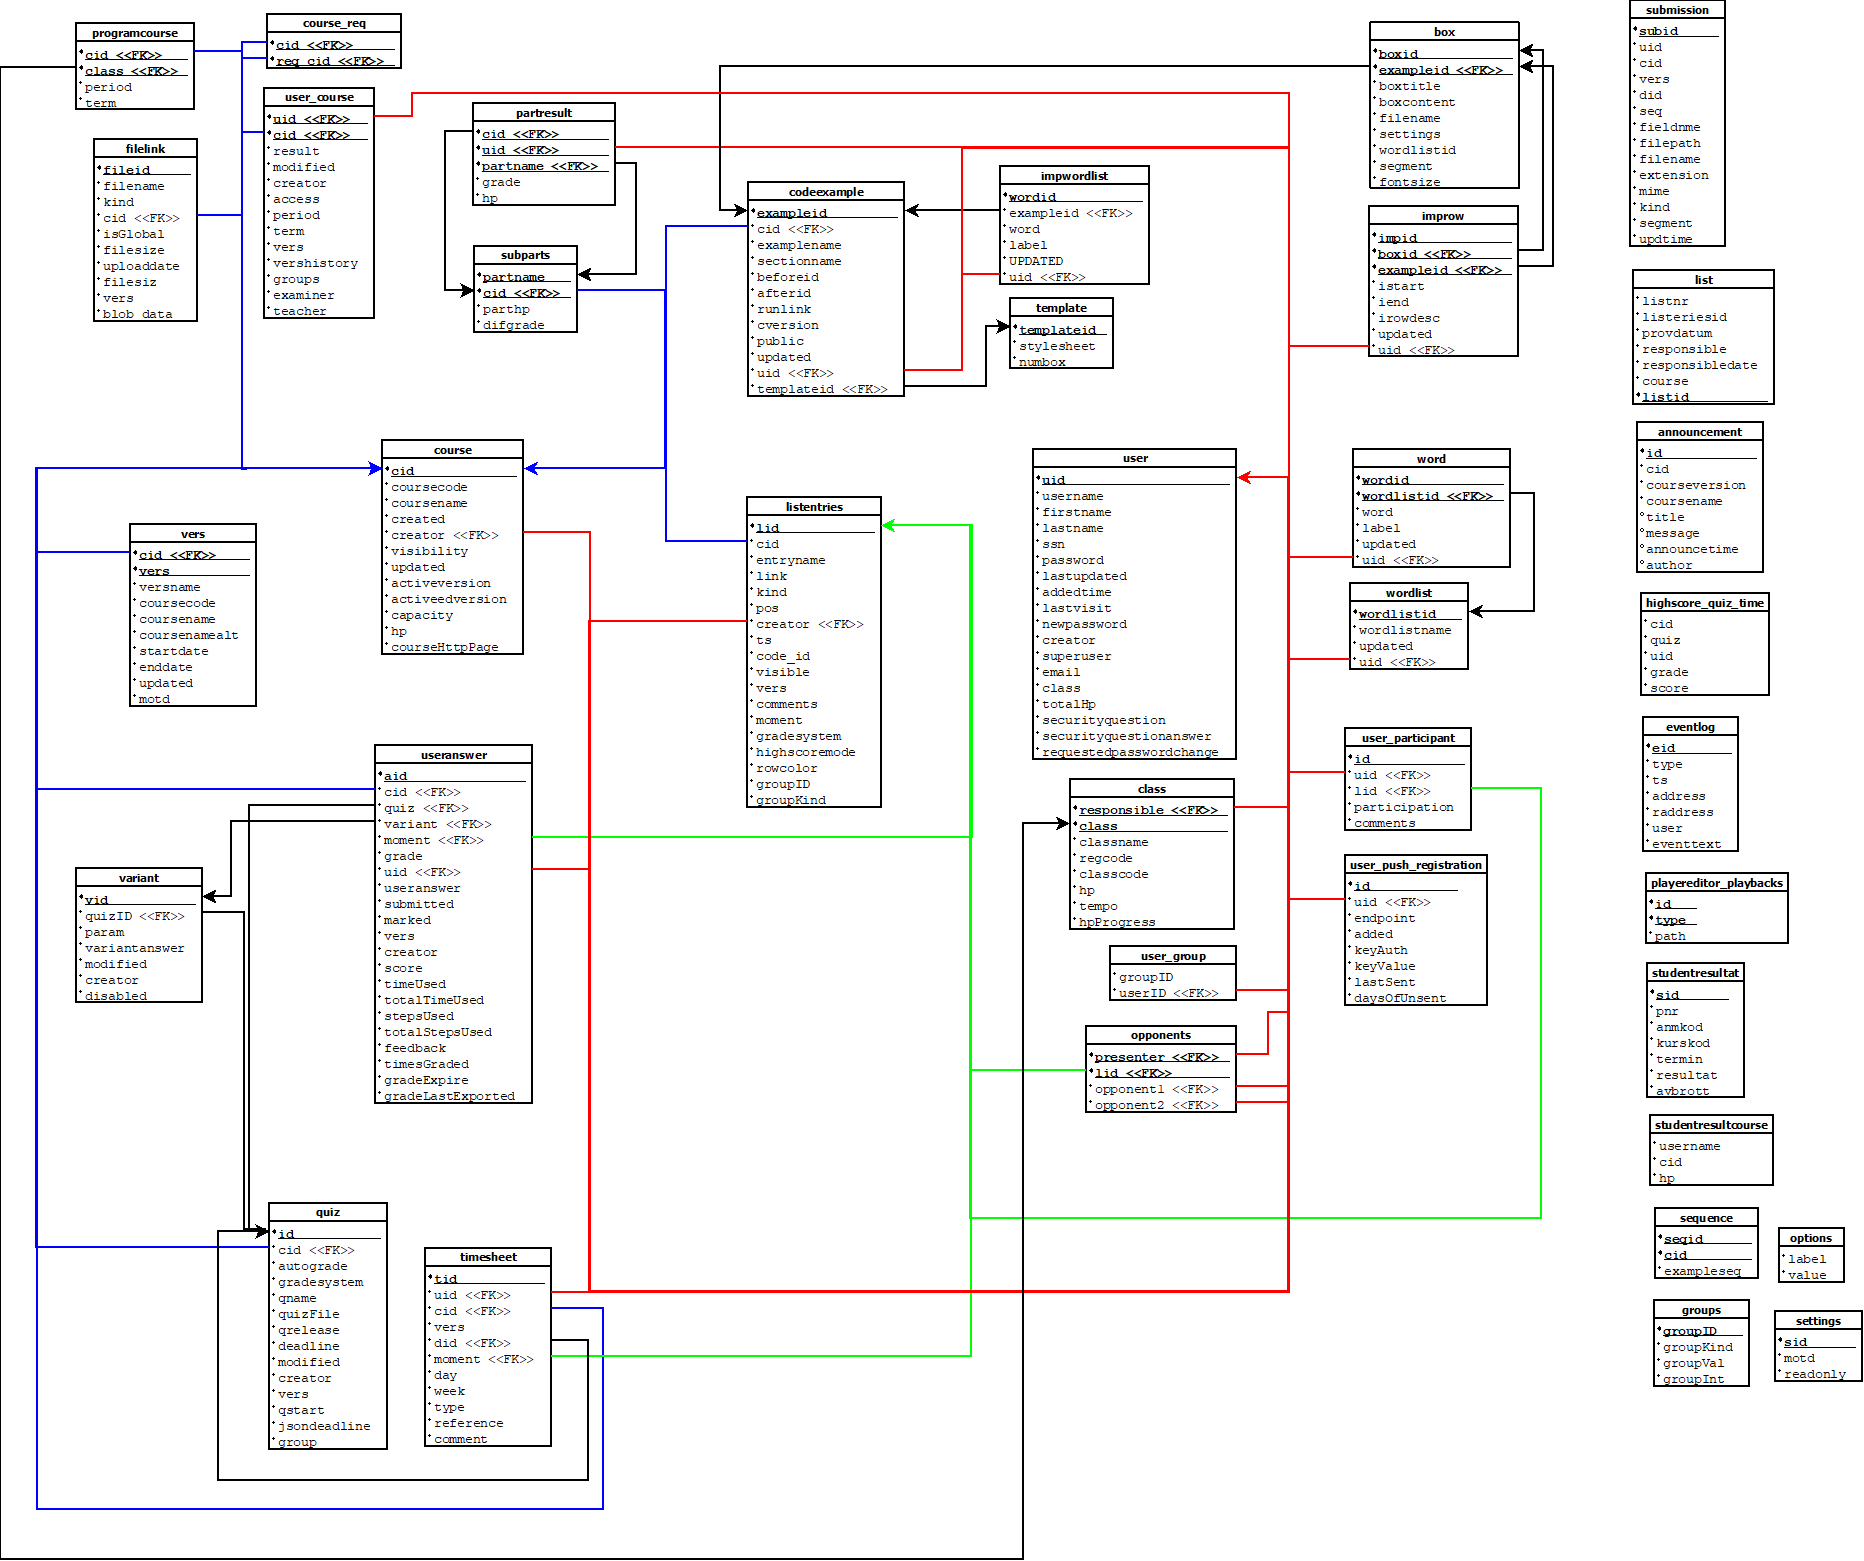 programcourse
cid <<FK>>
class <<FK>>
period
term
course_req
cid <<FK>>
req_cid <<FK>>
user_course
uid <<FK>>
cid <<FK>>
result
modified
creator
access
period
term
vers
vershistory
groups
examiner
teacher
filelink
fileid
filename
kind
cid <<FK>>
isGlobal
filesize
uploaddate
filesiz
vers
blob_data
partresult
cid <<FK>>
uid <<FK>>
partname <<FK>>
grade
hp
subparts
partname
cid <<FK>>
parthp
difgrade
codeexample
exampleid
cid <<FK>>
examplename
sectionname
beforeid
afterid
runlink
cversion
public
updated
uid <<FK>>
templateid <<FK>>
impwordlist
wordid
exampleid <<FK>>
word
label
UPDATED
uid <<FK>>
template
templateid
stylesheet
numbox
box
boxid
exampleid <<FK>>
boxtitle
boxcontent
filename
settings
wordlistid
segment
fontsize
improw
impid
boxid <<FK>>
exampleid <<FK>>
istart
iend
irowdesc
updated
uid <<FK>>
submission
subid
uid
cid
vers
did
seq
fieldnme
filepath
filename
extension
mime
kind
segment
updtime
list
listnr
listeriesid
provdatum
responsible
responsibledate
course
listid
course
cid
coursecode
coursename
created
creator <<FK>>
visibility
updated
activeversion
activeedversion
capacity
hp
courseHttpPage
vers
cid <<FK>>
vers
versname
coursecode
coursename
coursenamealt
startdate
enddate
updated
motd
listentries
lid
cid
entryname
link
kind
pos
creator <<FK>>
ts
code_id
visible
vers
comments
moment
gradesystem
highscoremode
rowcolor
groupID
groupKind
user
uid
username
firstname
lastname
ssn
password
lastupdated
addedtime
lastvisit
newpassword
creator
superuser
email
class
totalHp
securityquestion
securityquestionanswer
requestedpasswordchange
word
wordid
wordlistid <<FK>>
word
label
updated
uid <<FK>>
wordlist
wordlistid
wordlistname
updated
uid <<FK>>
announcement
id
cid
courseversion
coursename
title
message
announcetime
author
highscore_quiz_time
cid
quiz
uid
grade
score
useranswer
aid
cid <<FK>>
quiz <<FK>>
variant <<FK>>
moment <<FK>>
grade
uid <<FK>>
useranswer
submitted
marked
vers
creator
score
timeUsed
totalTimeUsed
stepsUsed
totalStepsUsed
feedback
timesGraded
gradeExpire
gradeLastExported
variant
vid
quizID <<FK>>
param
variantanswer
modified
creator
disabled
class
responsible <<FK>>
class
classname
regcode
classcode
hp
tempo
hpProgress
user_group
groupID
userID <<FK>>
opponents
presenter <<FK>>
lid <<FK>>
opponent1 <<FK>>
opponent2 <<FK>>
user_participant
id
uid <<FK>>
lid <<FK>>
participation
comments
user_push_registration
id
uid <<FK>>
endpoint
added
keyAuth
keyValue
lastSent
daysOfUnsent
eventlog
eid
type
ts
address
raddress
user
eventtext
playereditor_playbacks
id
type
path
studentresultat
sid
pnr
anmkod
kurskod
termin
resultat
avbrott
studentresultcourse
username
cid
hp
quiz
id
cid <<FK>>
autograde
gradesystem
qname
quizFile
qrelease
deadline
modified
creator
vers
qstart
jsondeadline
group
timesheet
tid
uid <<FK>>
cid <<FK>>
vers
did <<FK>>
moment <<FK>>
day
week
type
reference
comment
sequence
seqid
cid
exampleseq
options
label
value
groups
groupID
groupKind
groupVal
groupInt
settings
sid
motd
readonly